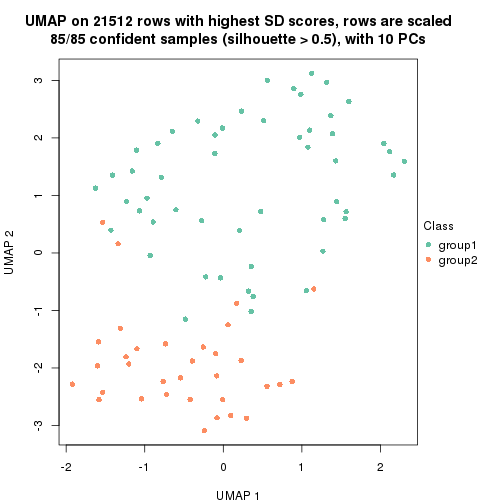 UMAP on 21512 rows with highest SD scores, rows are scaled
85/85 confident samples (silhouette > 0.5), with 10 PCs
3
2
1
0
-1
-2
-3
UMAP 2
-2
-1
0
1
2
UMAP 1
Class
group1
group2